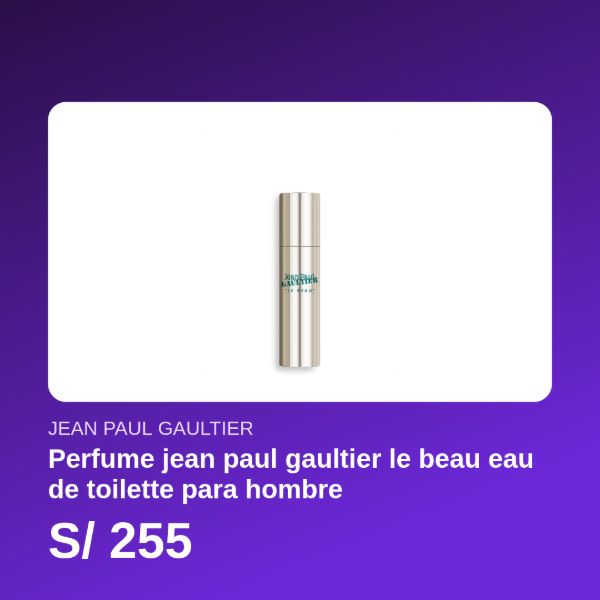 Jean Paul
GAULTIER
"LE BEAU"
JEAN PAUL GAULTIER
Perfume jean paul gaultier le beau eau
de toilette para hombre
S/ 255